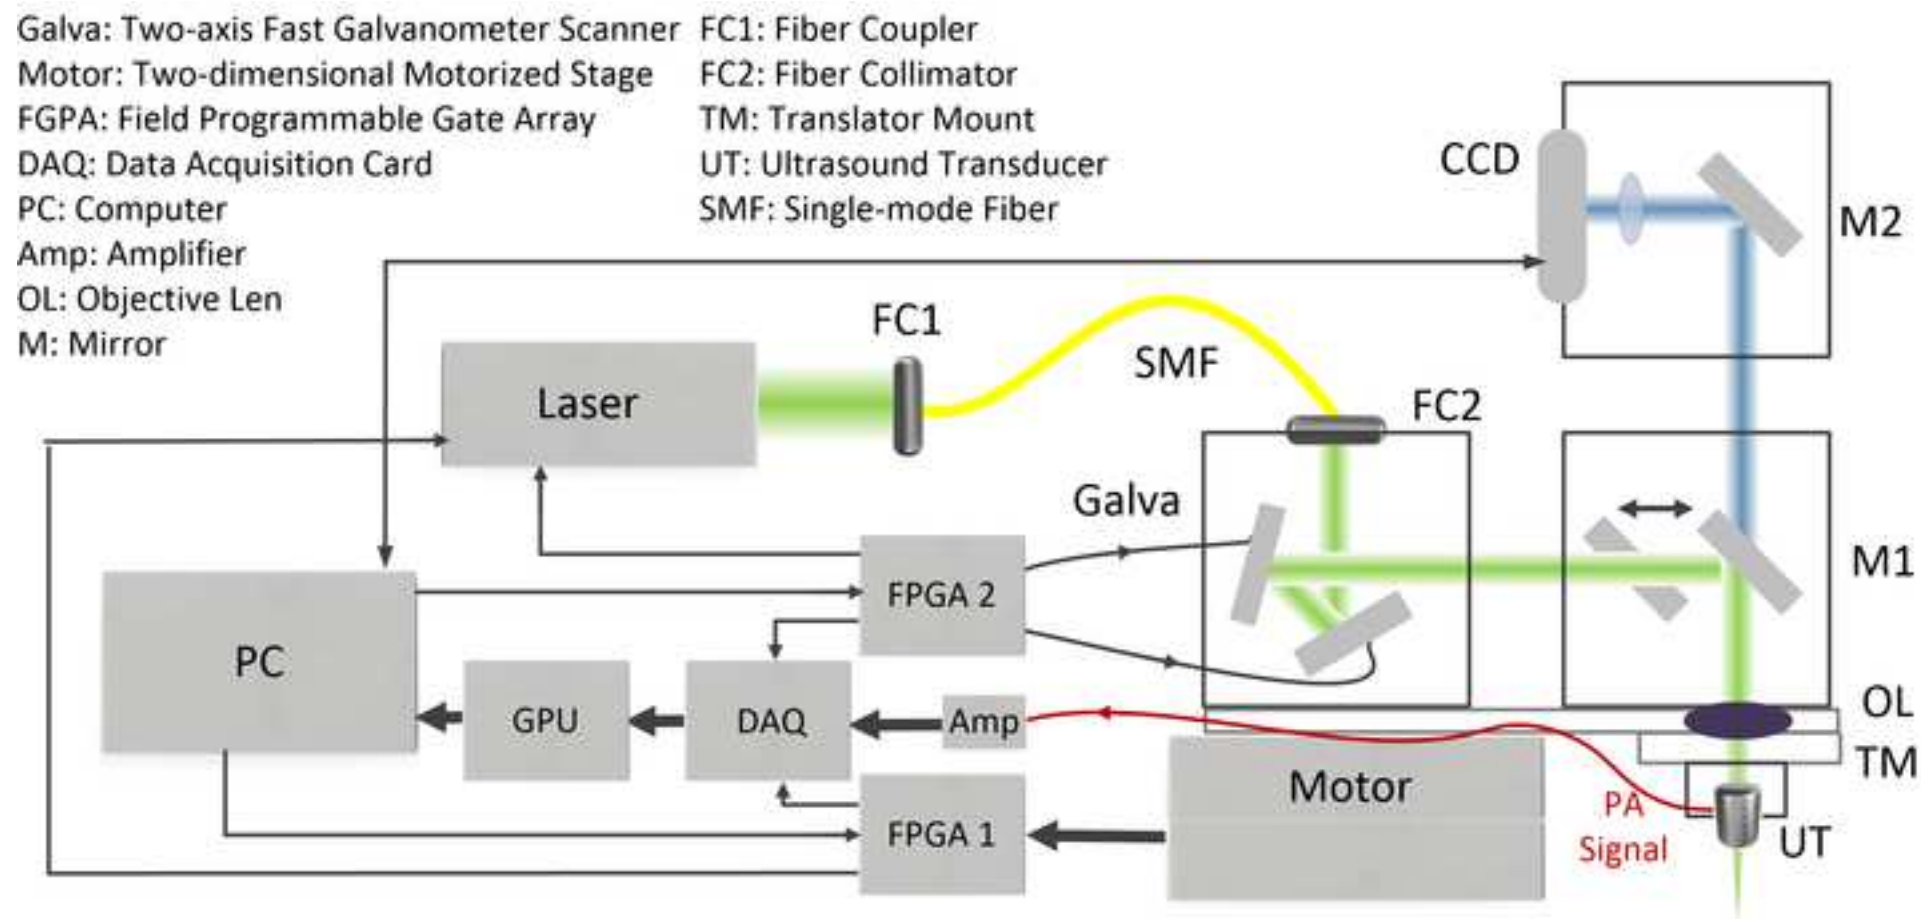 Galva: Two-axis Fast Galvanometer Scanner
Motor: Two-dimensional Motorized Stage
FGPA: Field Programmable Gate Array
DAQ: Data Acquisition Card
PC: Computer
Amp: Amplifier
OL: Objective Len
M: Mirror
FC1: Fiber Coupler
FC2: Fiber Collimator
TM: Translator Mount
UT: Ultrasound Transducer
SMF: Single-mode Fiber
CCD
M2
FC1
SMF
Laser
FC2
Galva
M1
FPGA 2
PC
GPU
DAQ
Amp
OL
TM
Motor
PA
Signal
FPGA 1
UT